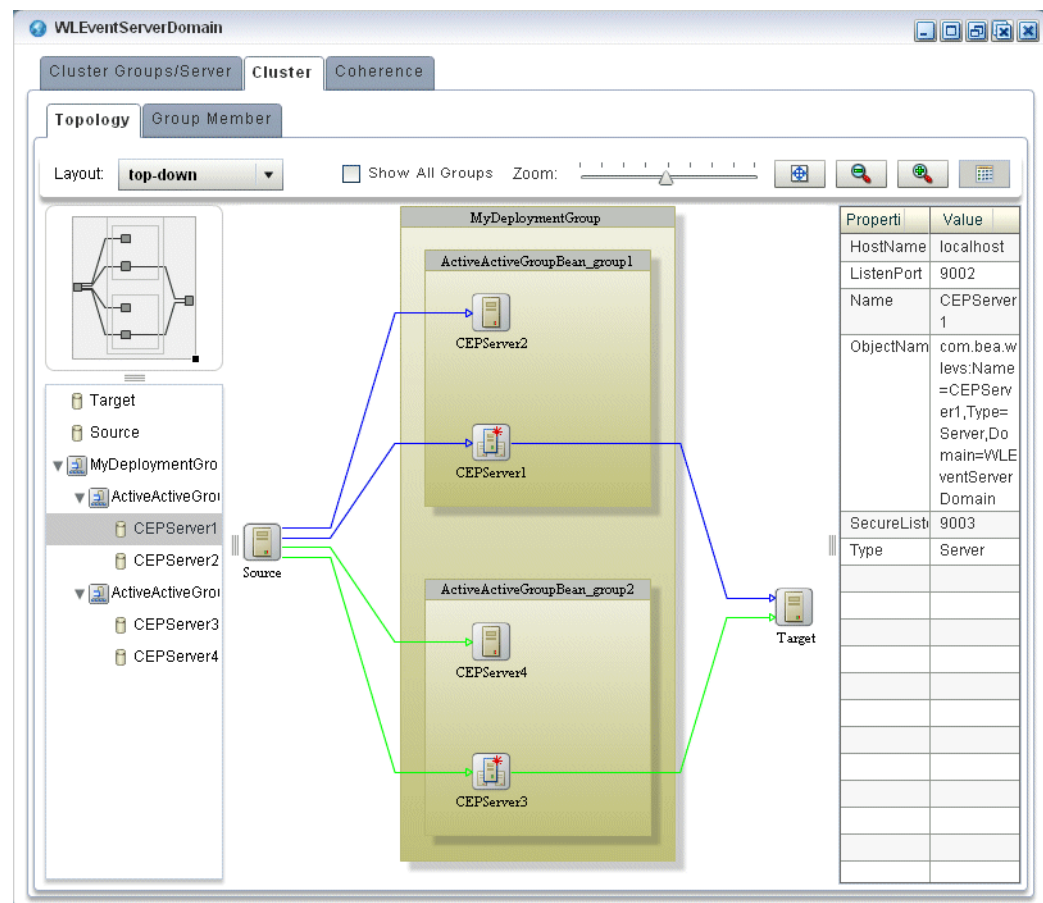 WLEventServerDomain
Cluster Groups/Server
Cluster
Coherence
Topology
Group Member
Layout:
top-down
Show All Groups
Zoom:
Target
Source
MyDeploymentGro
ActiveActiveGrou
CEPServer1
CEPServer2
ActiveActiveGrou
CEPServer3
CEPServer4
MyDeploymentGroup
ActiveActiveGroupBean_group1
CEPServer2
CEPServer1
Source
ActiveActiveGroupBean_group2
CEPServer4
CEPServer3
Target
Properti Value
HostName localhost
ListenPort 9002
Name CEPServer
1
ObjectNam com.bea.w
levs:Name
=CEPServ
er1,Type=
Server,Do
main=WLE
ventServer
Domain
SecureListe 9003
Type Server